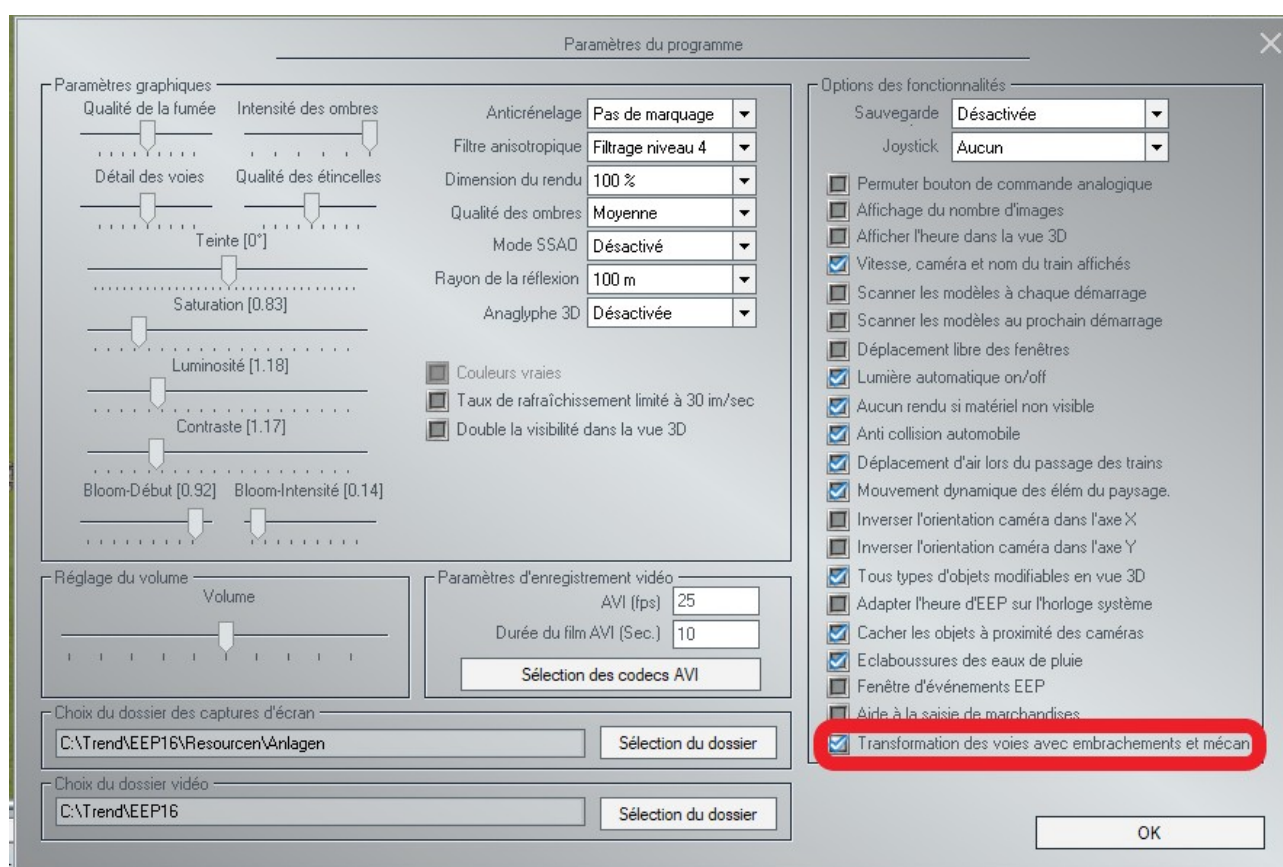 Paramètres du programme
Paramètres graphiques
Qualité de la fumée
Intensité des ombres
Détail des voies
Qualité des étincelles
Teinte [0°]
Saturation [0.83]
Luminosité [1.18]
Contraste [1.17]
Bloom-Début [0.92]
Bloom-Intensité [0.14]
Anticrénelage Pas de marquage
Filtre anisotropique Filtrage niveau 4
Dimension du rendu 100 %
Qualité des ombres Moyenne
Mode SSAO Désactivé
Rayon de la réflexion 100 m
Anaglyphe 3D Désactivée
Couleurs vraies
Taux de rafraîchissement limité à 30 im/sec
Double la visibilité dans la vue 3D
Réglage du volume
Volume
Paramètres d'enregistrement vidéo
AVI (fps) 25
Durée du film AVI (Sec.) 10
Sélection des codecs AVI
Choix du dossier des captures d'écran
C:\Trend\EEP16\Resourcen\Anlagen Sélection du dossier
Choix du dossier vidéo
C:\Trend\EEP16 Sélection du dossier
Options des fonctionnalités
Sauvegarde Désactivée
Joystick Aucun
Permuter bouton de commande analogique
Affichage du nombre d'images
Afficher l'heure dans la vue 3D
Vitesse, caméra et nom du train affichés
Scanner les modèles à chaque démarrage
Scanner les modèles au prochain démarrage
Déplacement libre des fenêtres
Lumière automatique on/off
Aucun rendu si matériel non visible
Anti collision automobile
Déplacement d'air lors du passage des trains
Mouvement dynamique des élém du paysage.
Inverser l'orientation caméra dans l'axe X
Inverser l'orientation caméra dans l'axe Y
Tous types d'objets modifiables en vue 3D
Adapter l'heure d'EEP sur l'horloge système
Cacher les objets à proximité des caméras
Eclaboussures des eaux de pluie
Fenêtre d'événements EEP
Aide à la saisie de marchandises
Transformation des voies avec embrachements et mécan
OK